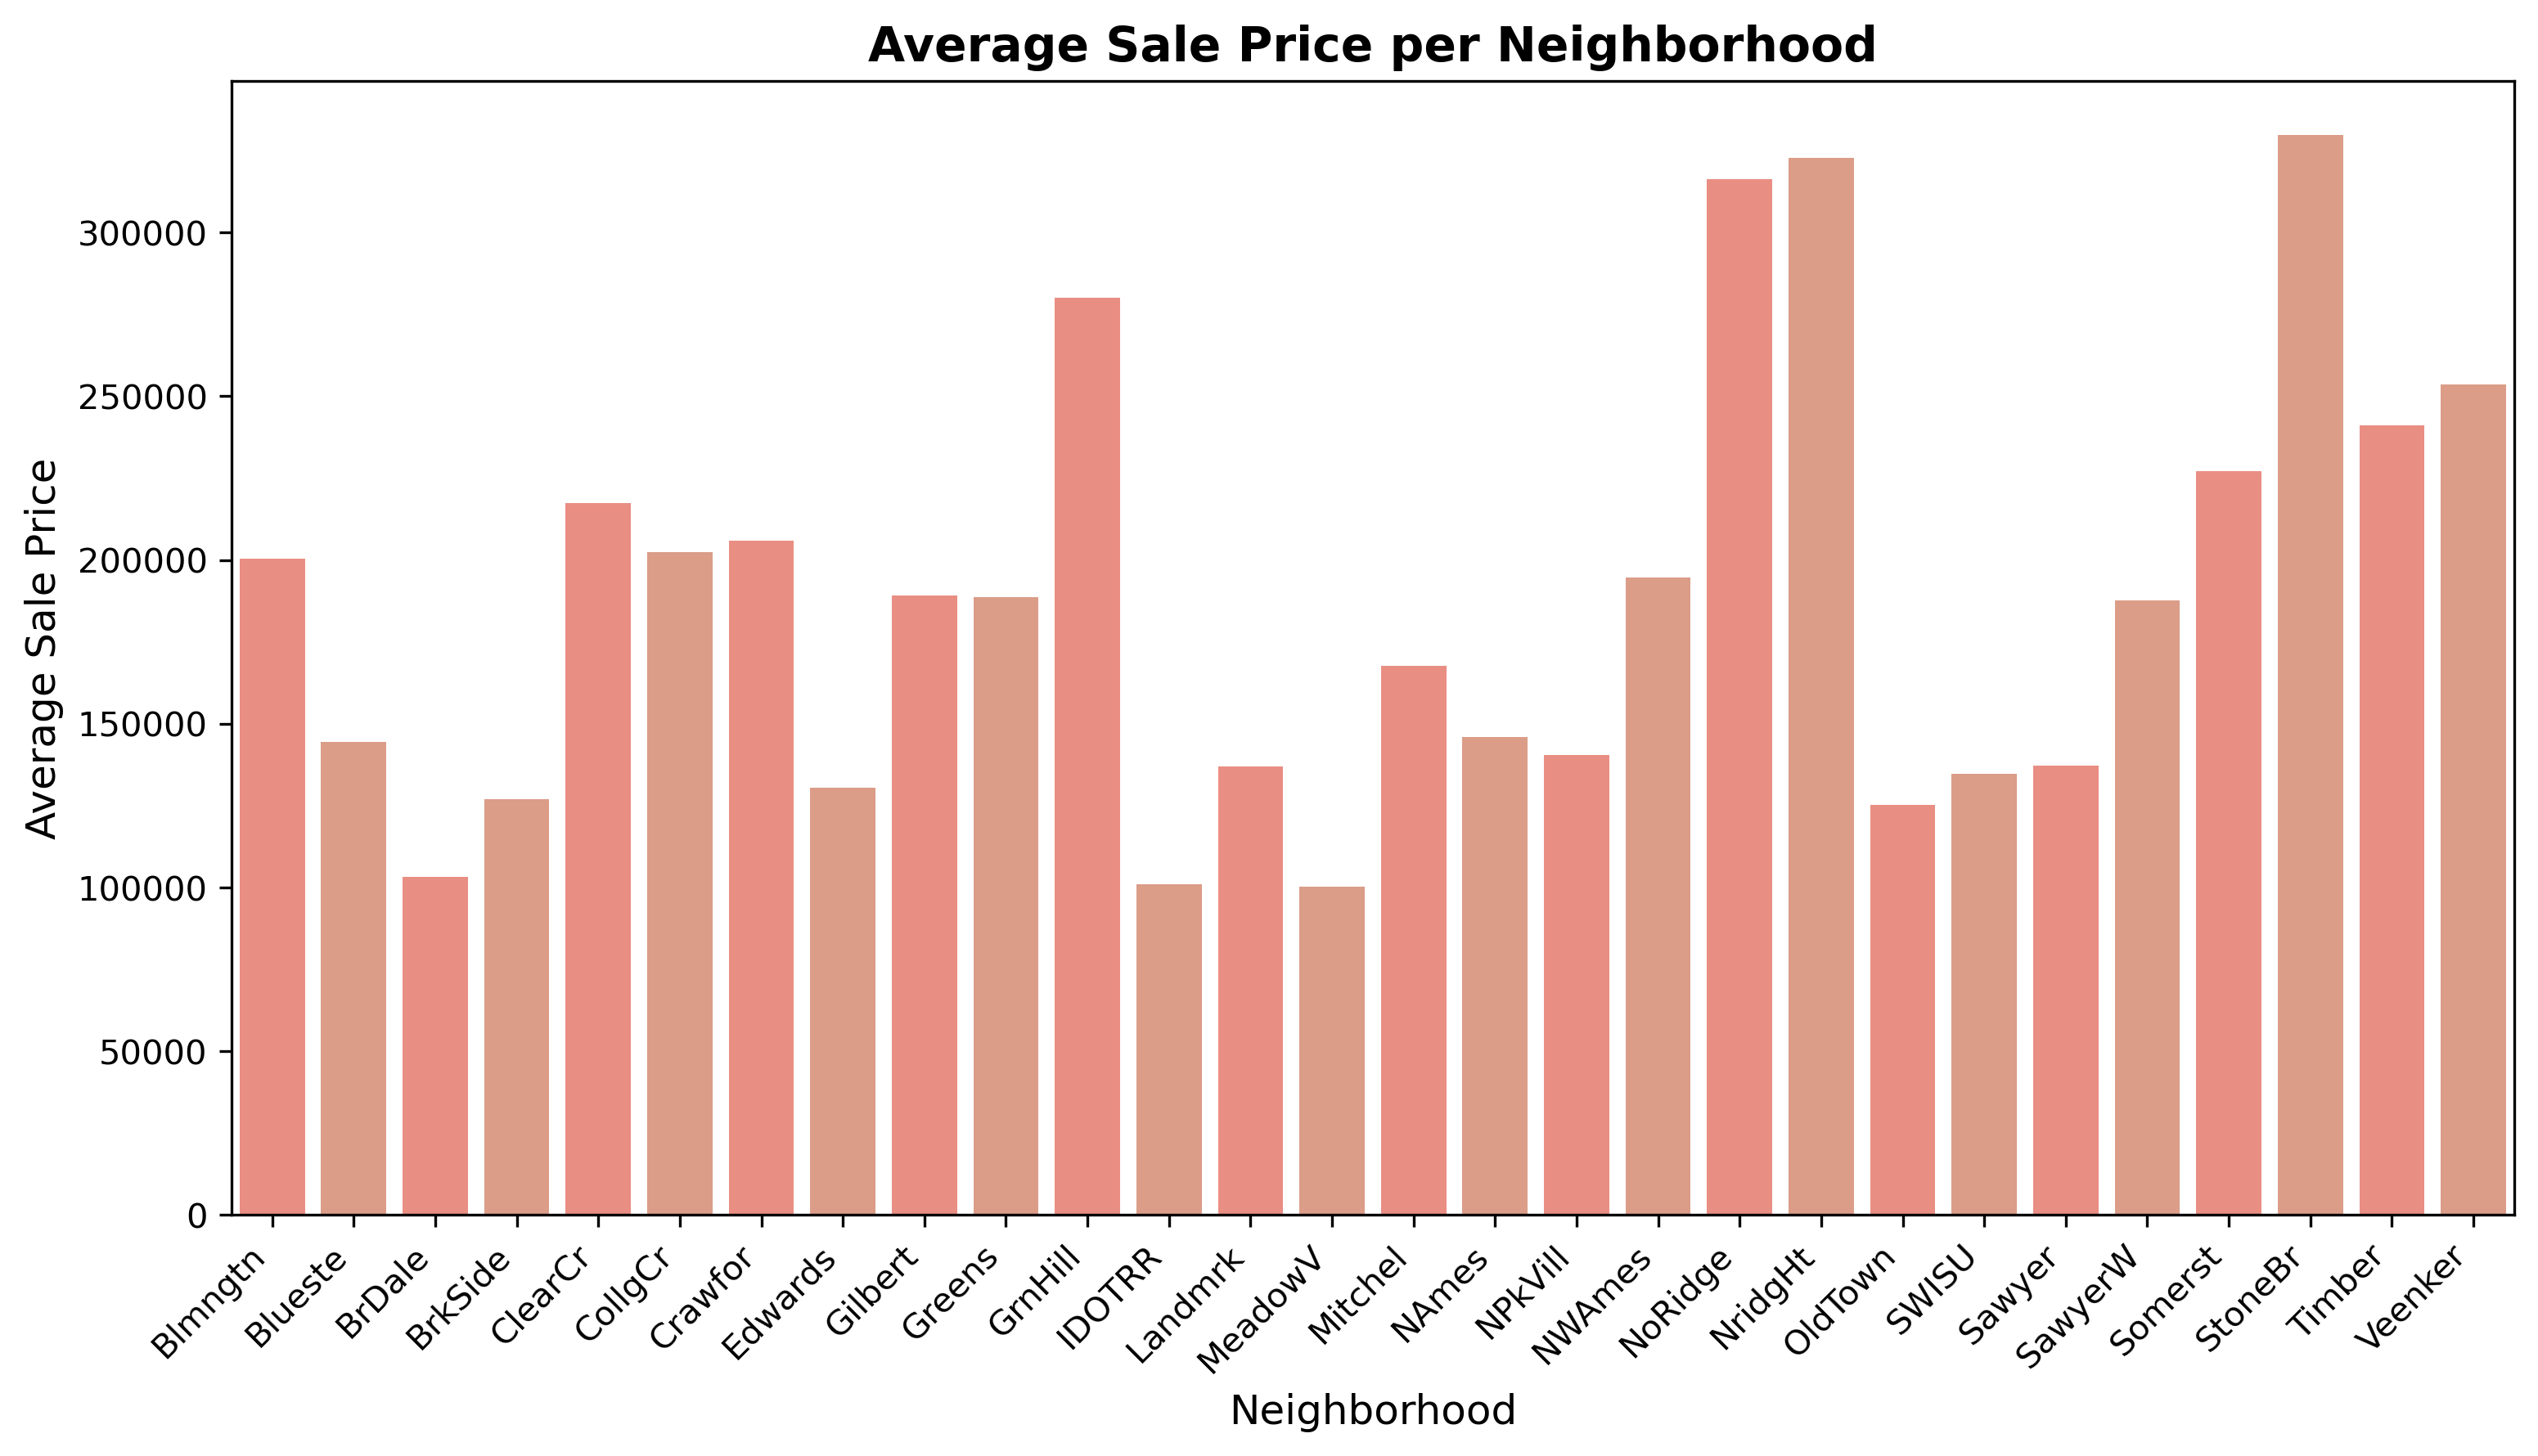 Average Sale Price per Neighborhood
Average Sale Price
300000
250000
200000
150000
100000
50000
0
Blmngtn
Blueste
BrDale
BrkSide
ClearCr
CollgCr
Crawfor
Edwards
Gilbert
Greens
GrnHill
IDOTRR
Landmrk
MeadowV
Mitchel
NAmes
NPkVill
NWAmes
NoRidge
NridgHt
OldTown
SWISU
Sawyer
SawyerW
Somerst
StoneBr
Timber
Veenker
Neighborhood